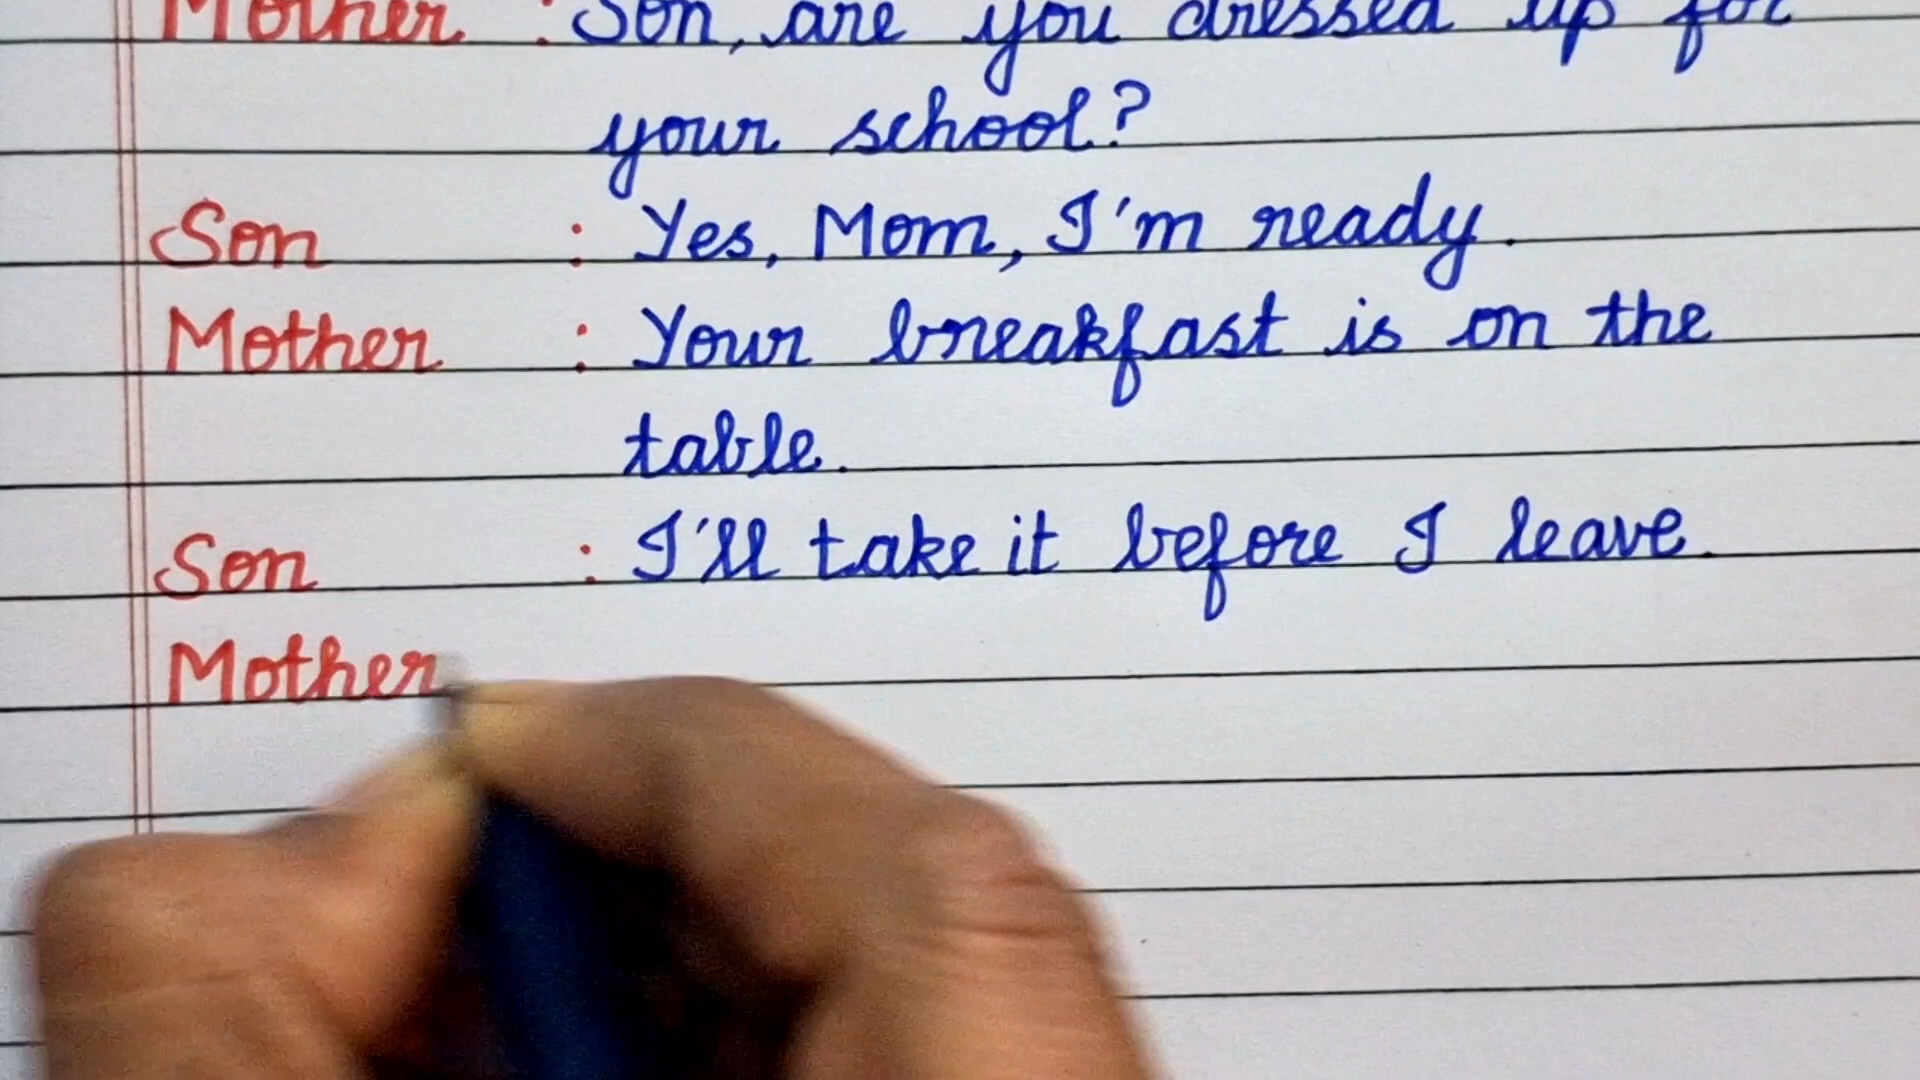 Mother : Son, are you dressed up for
your school?
Son : Yes, Mom, I'm ready.
Mother : Your breakfast is on the
table.
Son : I'll take it before I leave.
Mother